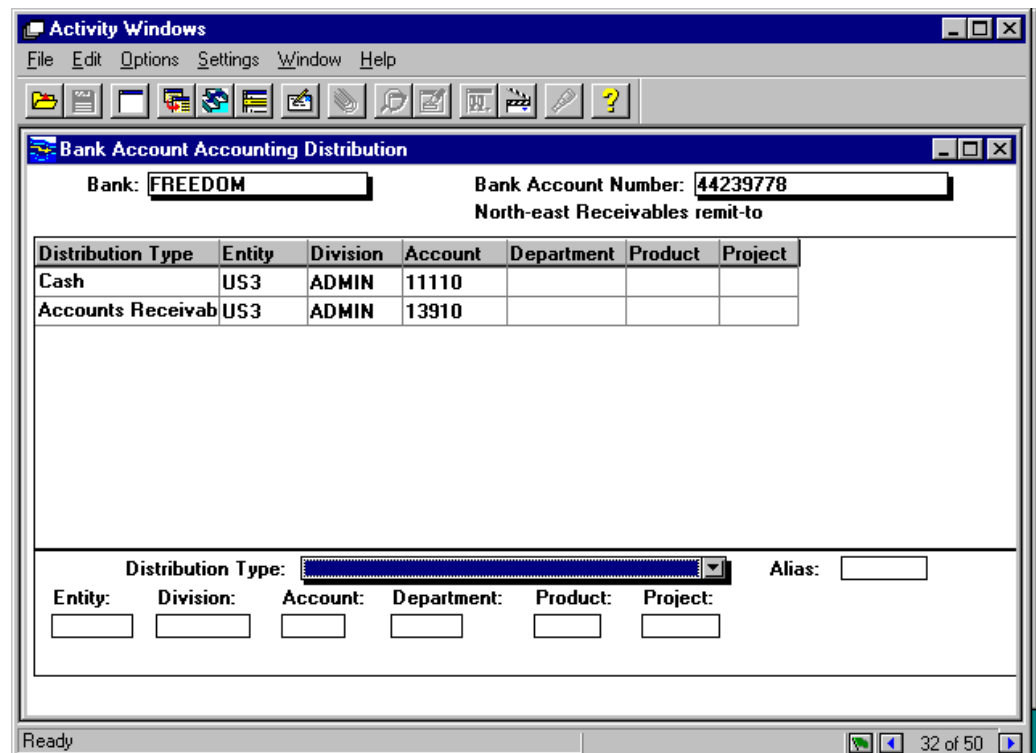 Activity Windows
File Edit Options Settings Window Help
Bank Account Accounting Distribution
Bank: FREEDOM Bank Account Number: 44239778
North-east Receivables remit-to
Distribution Type Entity Division Account Department Product Project
Cash US3 ADMIN 11110
Accounts Receivab US3 ADMIN 13910
Distribution Type: Alias:
Entity: Division: Account: Department: Product: Project:
Ready 32 of 50